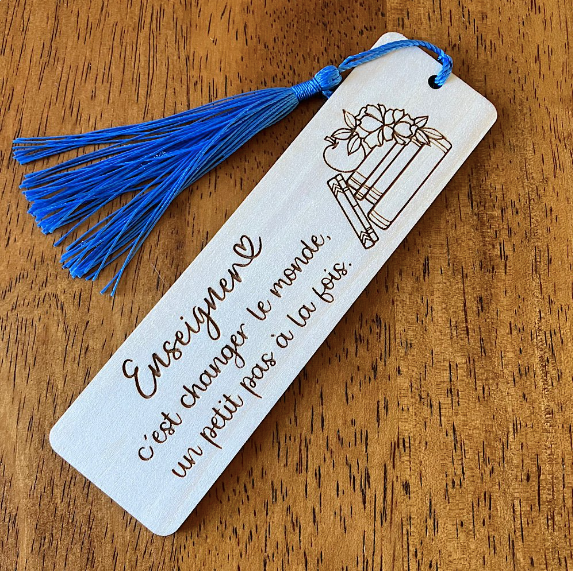 Enseigner
c'est changer le monde,
un petit pas à la fois.